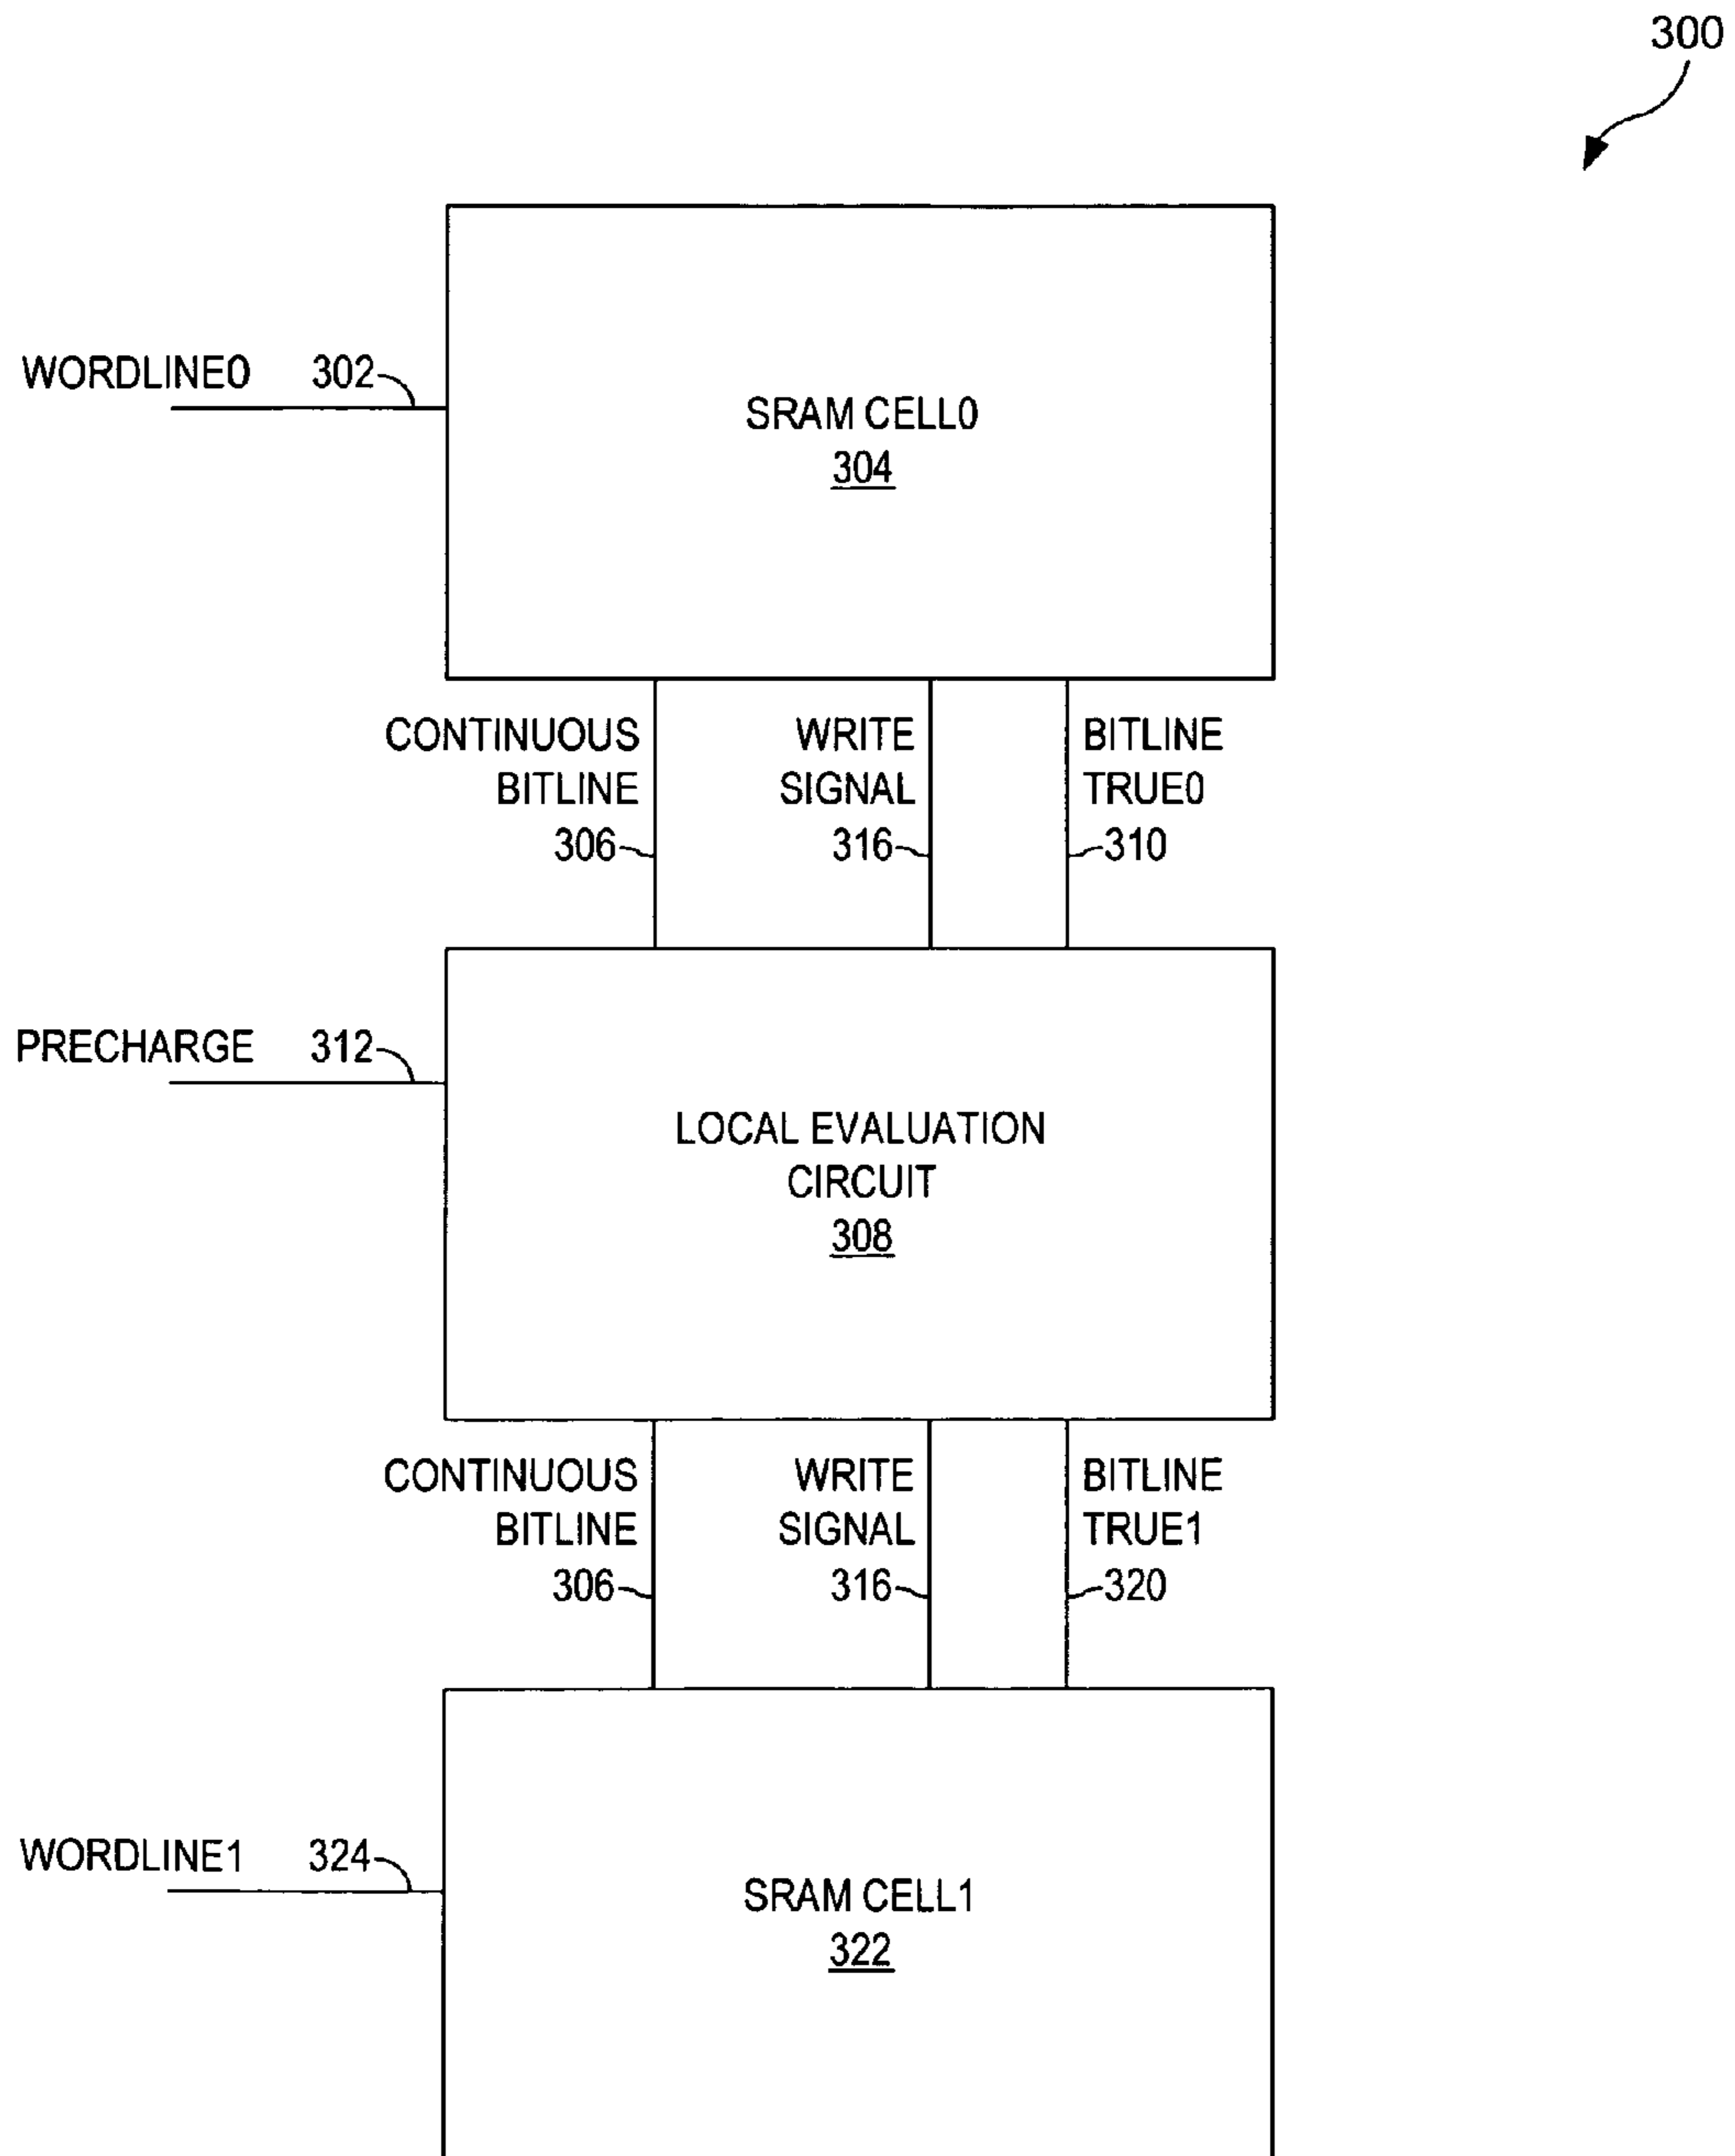 300
WORDLINE0 302
SRAM CELL0
304
CONTINUOUS
BITLINE
306
WRITE
SIGNAL
316
BITLINE
TRUE0
310
PRECHARGE 312
LOCAL EVALUATION
CIRCUIT
308
CONTINUOUS
BITLINE
306
WRITE
SIGNAL
316
BITLINE
TRUE1
320
WORDLINE1 324
SRAM CELL1
322